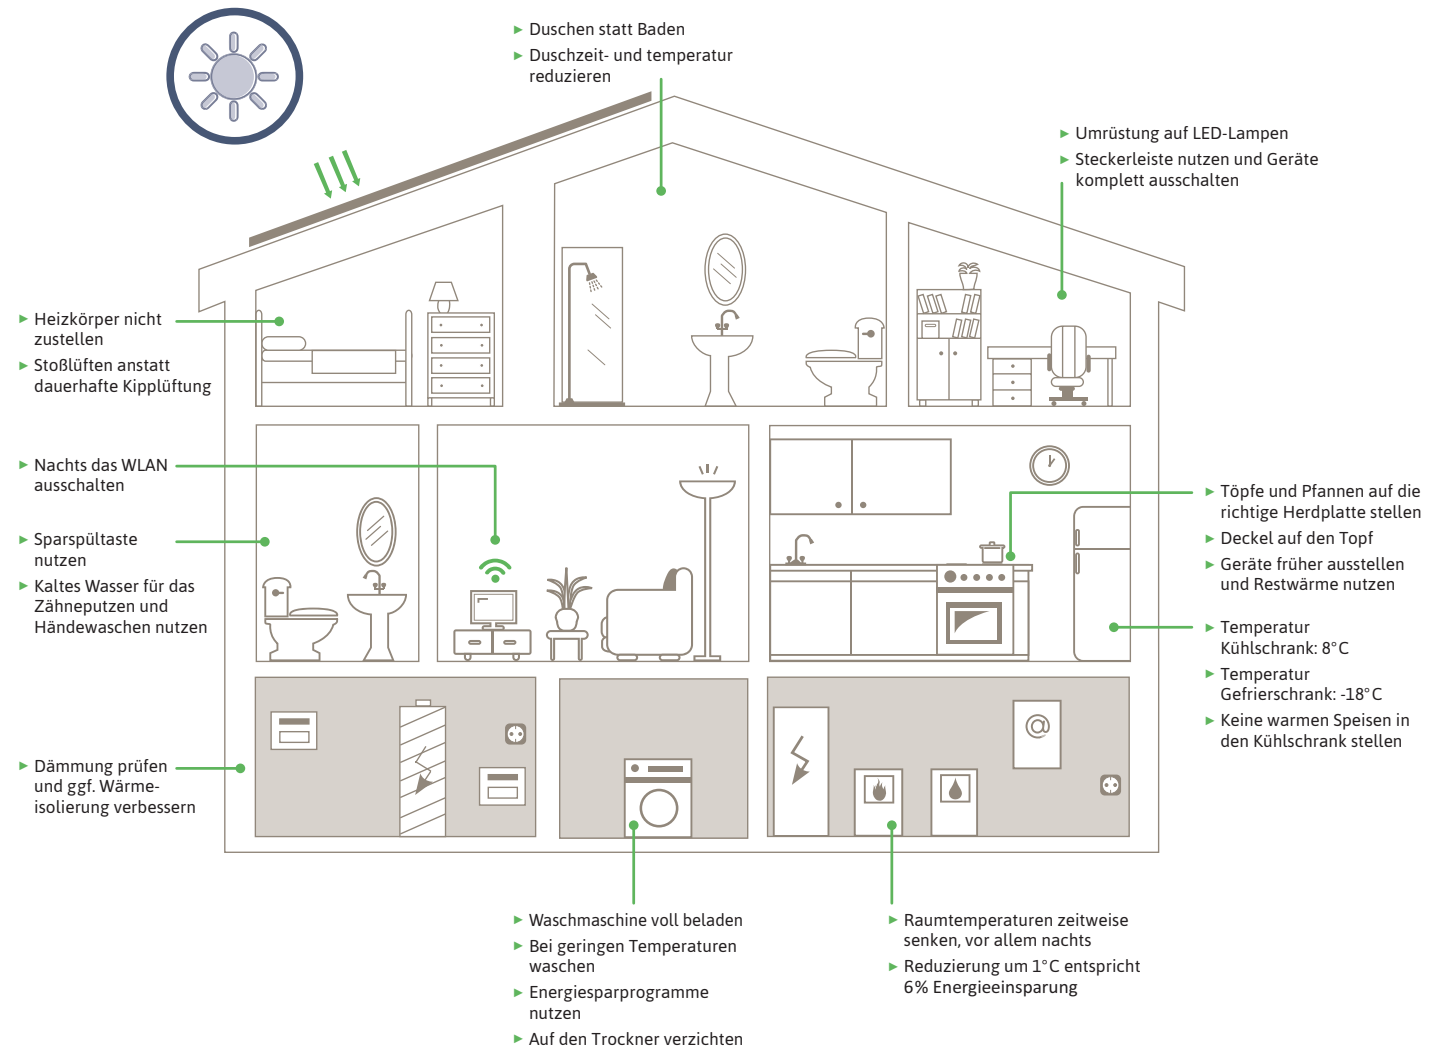 Duschen statt Baden
Duschzeit- und temperatur
reduzieren
Umrüstung auf LED-Lampen
Steckerleiste nutzen und Geräte
komplett ausschalten
Heizkörper nicht
zustellen
Stoßlüften anstatt
dauerhafte Kipplüftung
Nachts das WLAN
ausschalten
Sparspültaste
nutzen
Kaltes Wasser für das
Zähneputzen und
Händewaschen nutzen
Töpfe und Pfannen auf die
richtige Herdplatte stellen
Deckel auf den Topf
Geräte früher ausstellen
und Restwärme nutzen
Temperatur
Kühlschrank: 8°C
Temperatur
Gefrierschrank: -18°C
Keine warmen Speisen in
den Kühlschrank stellen
@
Dämmung prüfen
und ggf. Wärme-
isolierung verbessern
Waschmaschine voll beladen
Bei geringen Temperaturen
waschen
Energiesparprogramme
nutzen
Auf den Trockner verzichten
Raumtemperaturen zeitweise
senken, vor allem nachts
Reduzierung um 1°C entspricht
6% Energieeinsparung